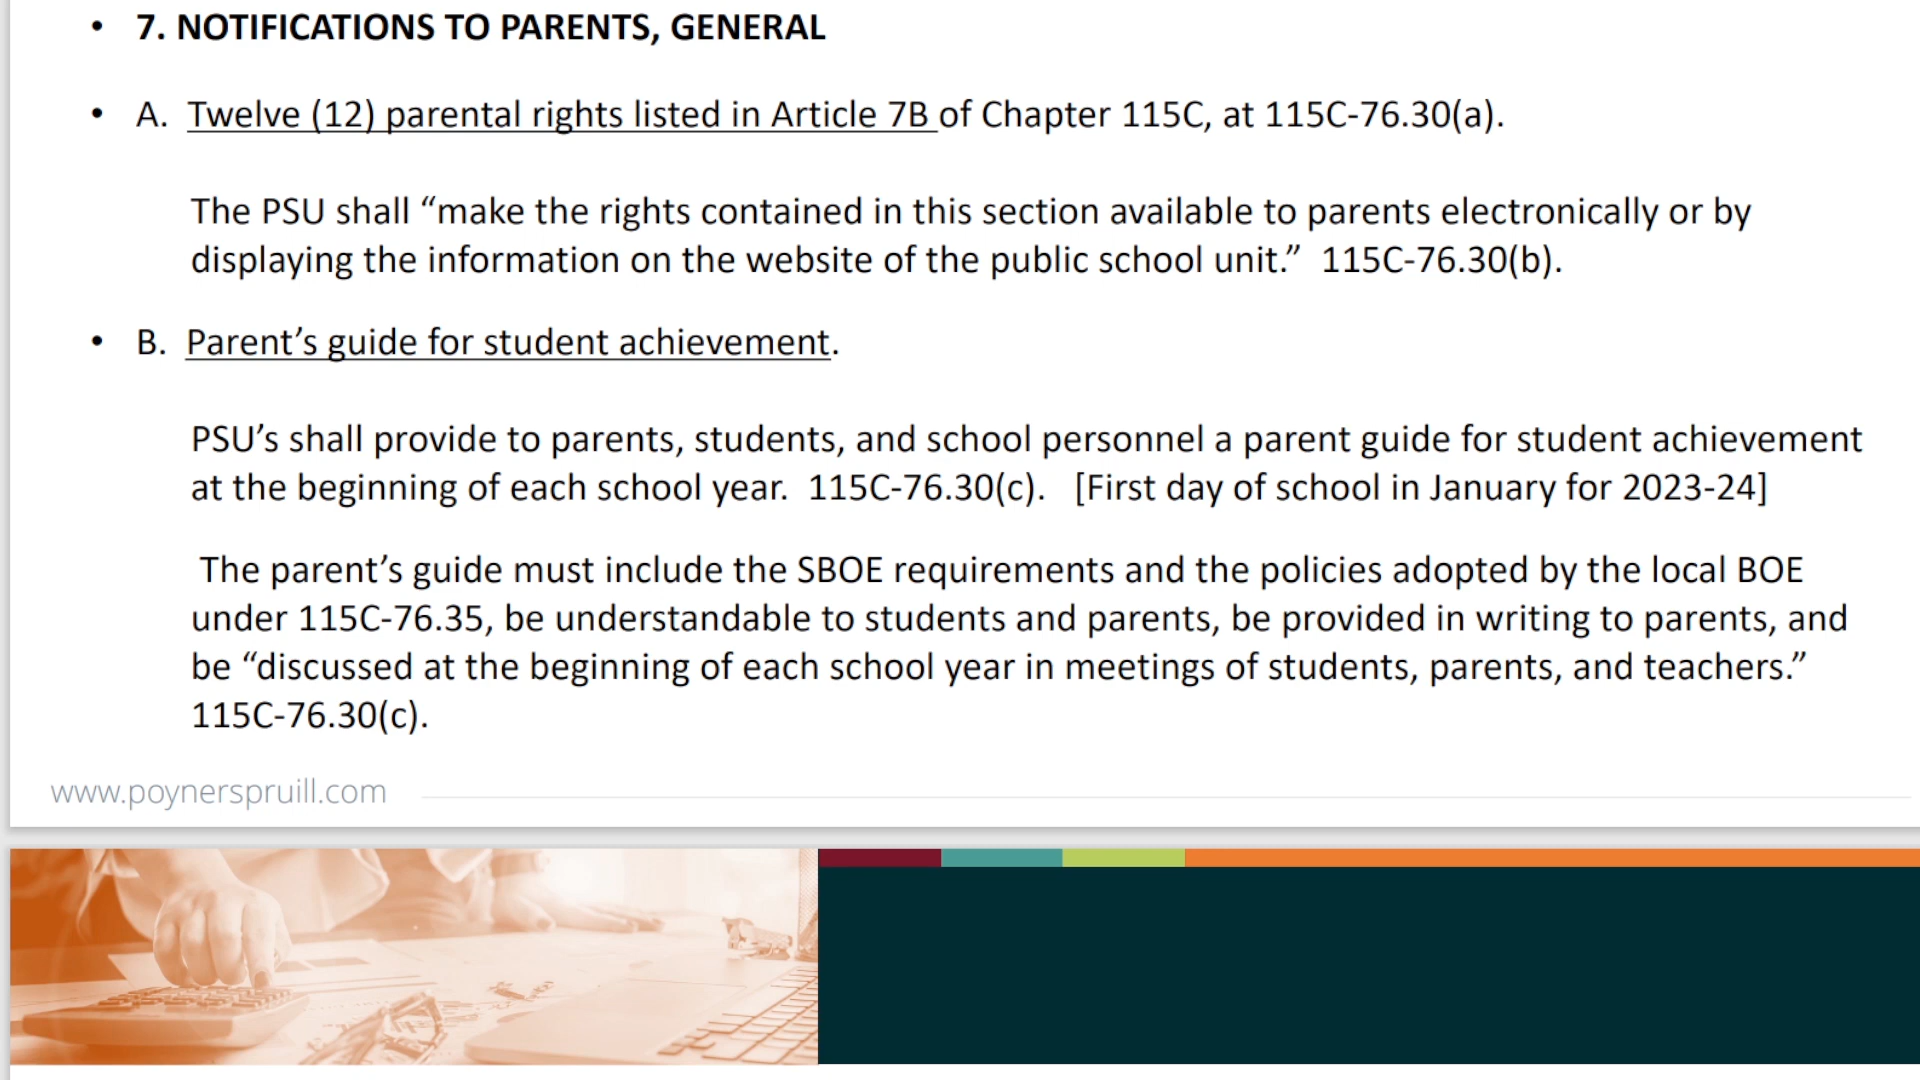 • 7. NOTIFICATIONS TO PARENTS, GENERAL
• A. Twelve (12) parental rights listed in Article 7B of Chapter 115C, at 115C-76.30(a).
The PSU shall “make the rights contained in this section available to parents electronically or by
displaying the information on the website of the public school unit.” 115C-76.30(b).
• B. Parent’s guide for student achievement.
PSU’s shall provide to parents, students, and school personnel a parent guide for student achievement
at the beginning of each school year. 115C-76.30(c). [First day of school in January for 2023-24]
The parent’s guide must include the SBOE requirements and the policies adopted by the local BOE
under 115C-76.35, be understandable to students and parents, be provided in writing to parents, and
be “discussed at the beginning of each school year in meetings of students, parents, and teachers.”
115C-76.30(c).
www.poynerspruill.com